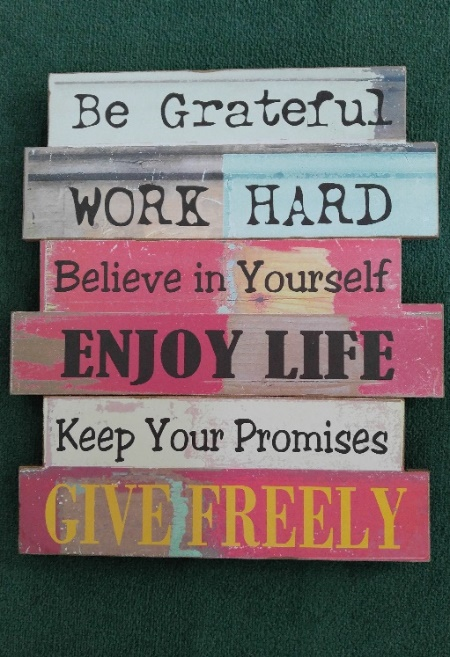 Be Grateful
WORK HARD
Believe in Yourself
ENJOY LIFE
Keep Your Promises
GIVE FREELY